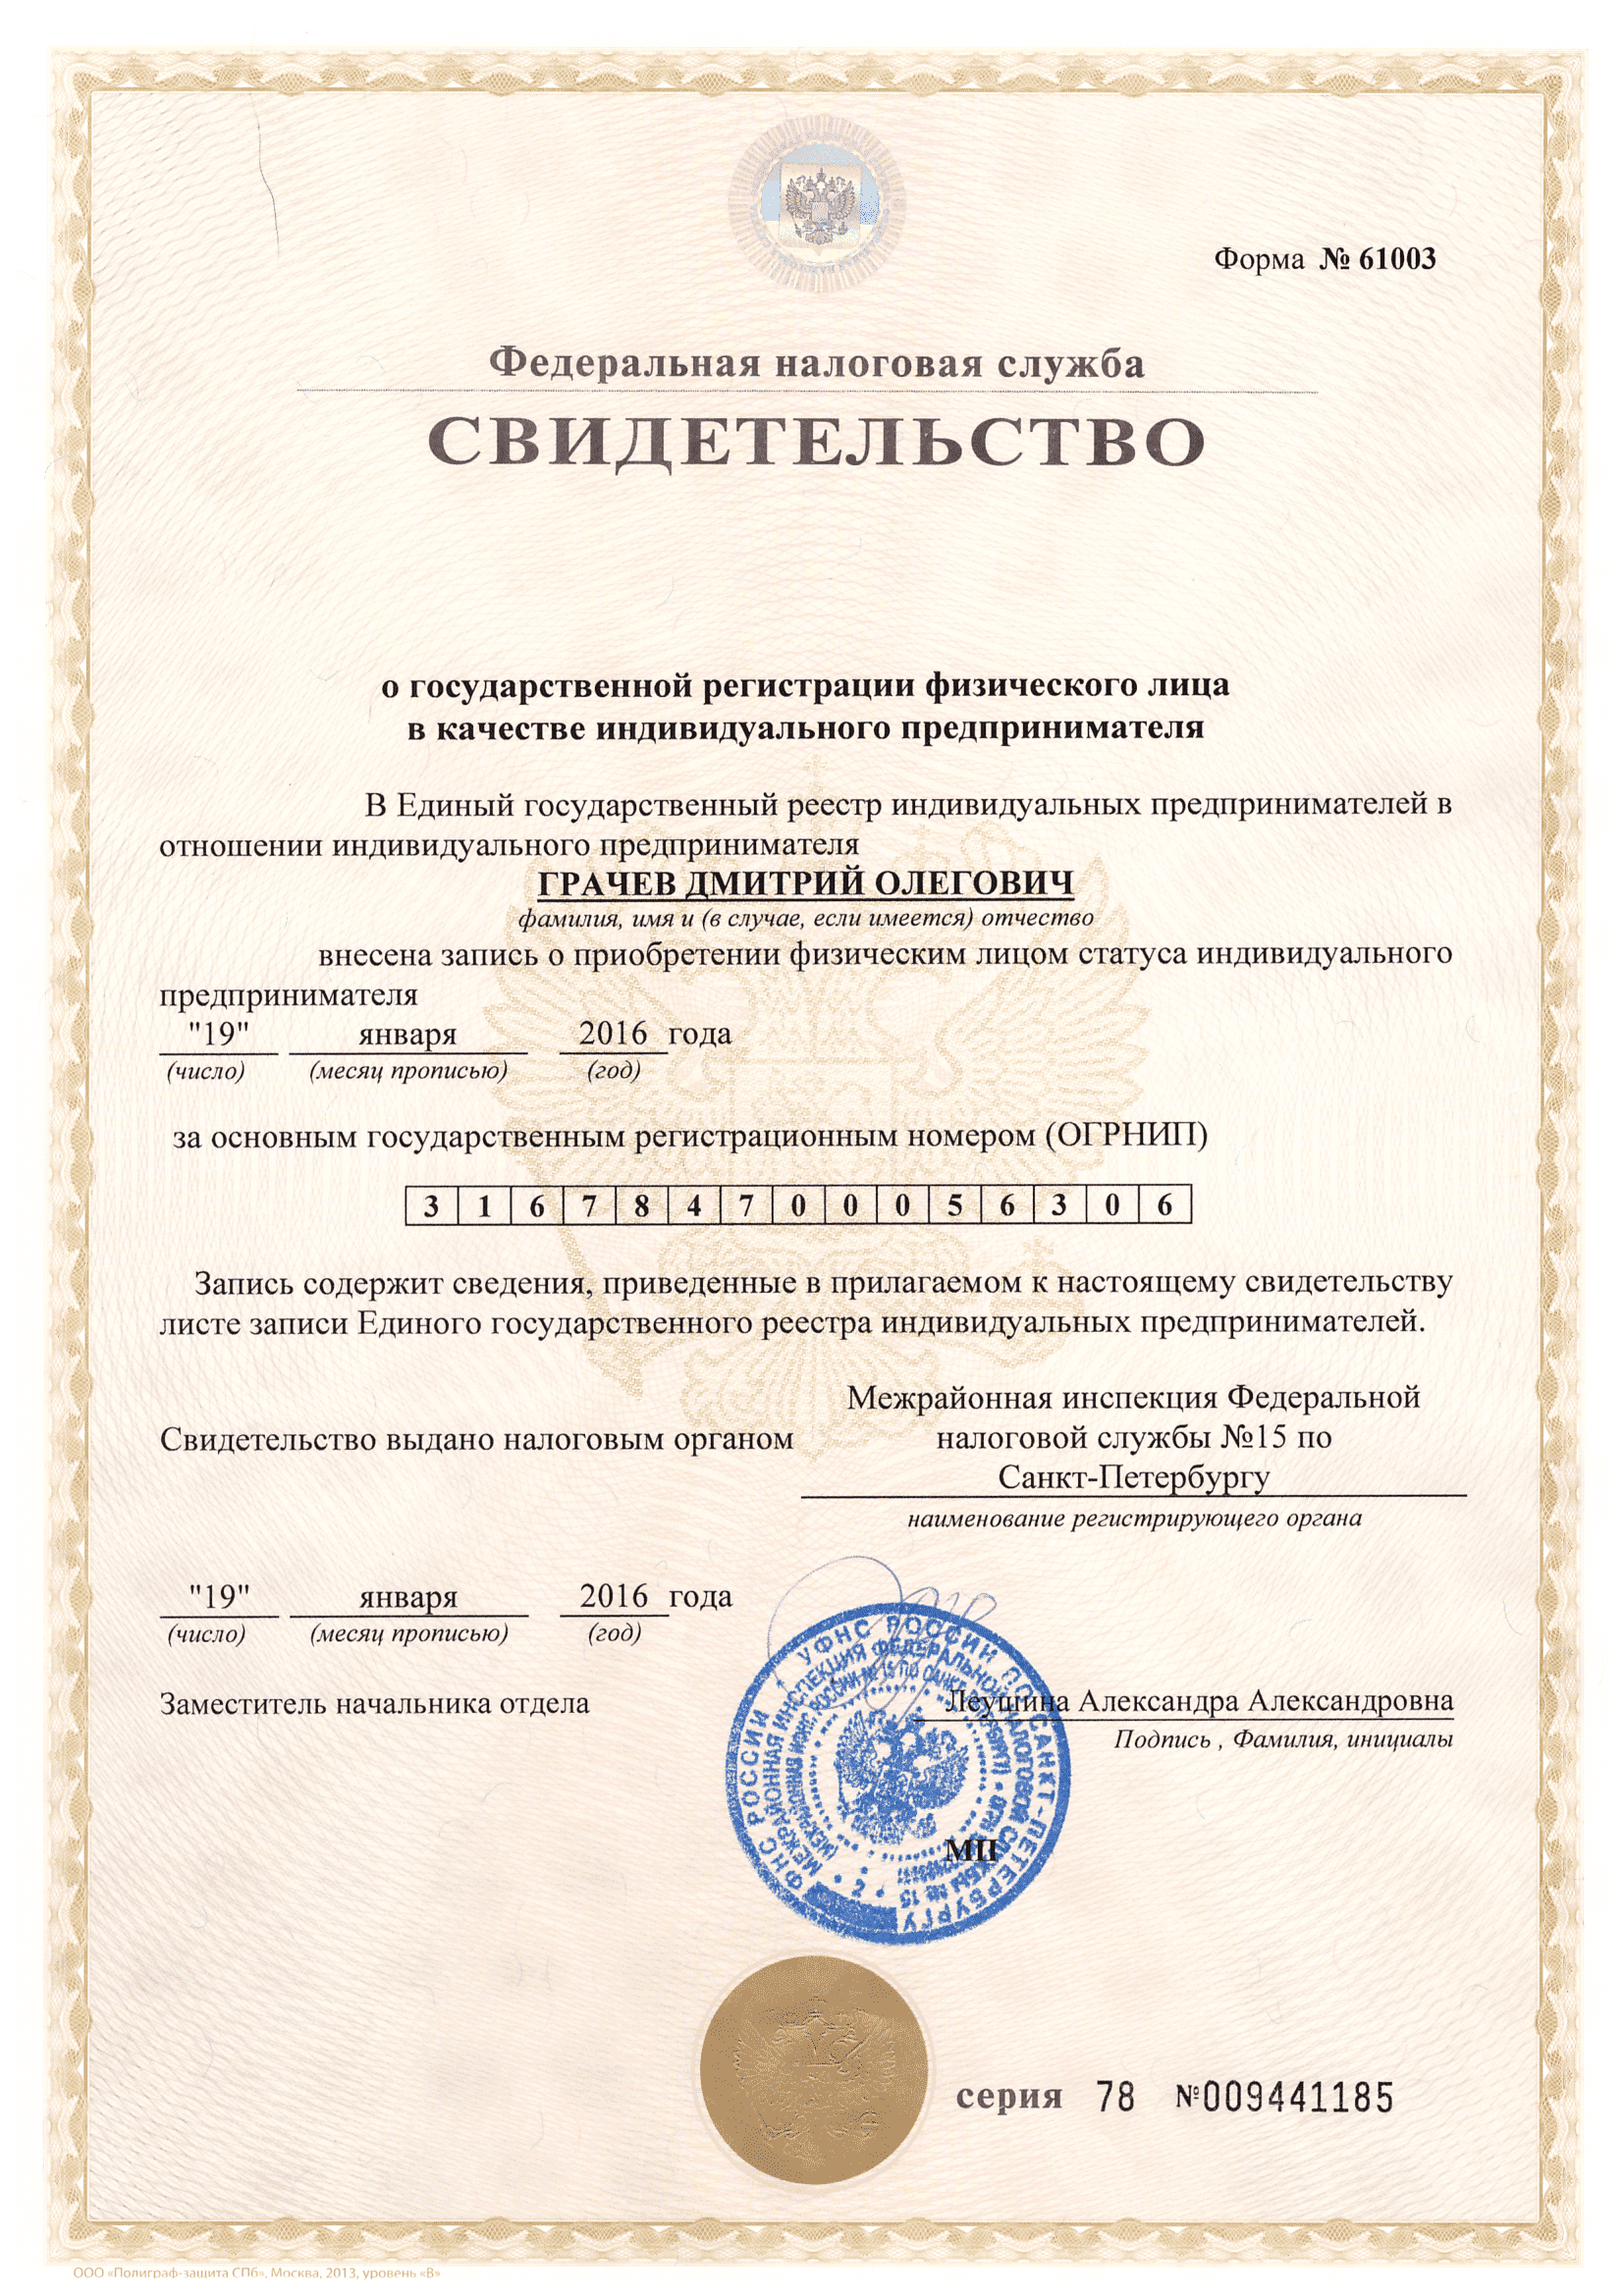 Форма № 61003
Федеральная налоговая служба
СВИДЕТЕЛЬСТВО
о государственной регистрации физического лица
в качестве индивидуального предпринимателя
В Единый государственный реестр индивидуальных предпринимателей в
отношении индивидуального предпринимателя
ГРАЧЕВ ДМИТРИЙ ОЛЕГОВИЧ
фамилия, имя и (в случае, если имеется) отчество
внесена запись о приобретении физическим лицом статуса индивидуального
предпринимателя
"19" января 2016 года
(число) (месяц прописью) (год)
за основным государственным регистрационным номером (ОГРНИП)
3 1 6 7 8 4 7 0 0 0 5 6 3 0 6
Запись содержит сведения, приведенные в прилагаемом к настоящему свидетельству
листе записи Единого государственного реестра индивидуальных предпринимателей.
Свидетельство выдано налоговым органом
Межрайонная инспекция Федеральной
налоговой службы №15 по
Санкт-Петербургу
наименование регистрирующего органа
"19" января 2016 года
(число) (месяц прописью) (год)
Заместитель начальника отдела
Леушина Александра Александровна
Подпись , Фамилия, инициалы
ФНС РОССИИ УФНС РОССИИ ПО САНКТ-ПЕТЕРБУРГУ
МЕЖРАЙОННАЯ ИНСПЕКЦИЯ ФЕДЕРАЛЬНОЙ НАЛОГОВОЙ СЛУЖБЫ № 15
МП
серия 78 №009441185
ООО «Полиграф-защита СПб», Москва, 2013, уровень «В»